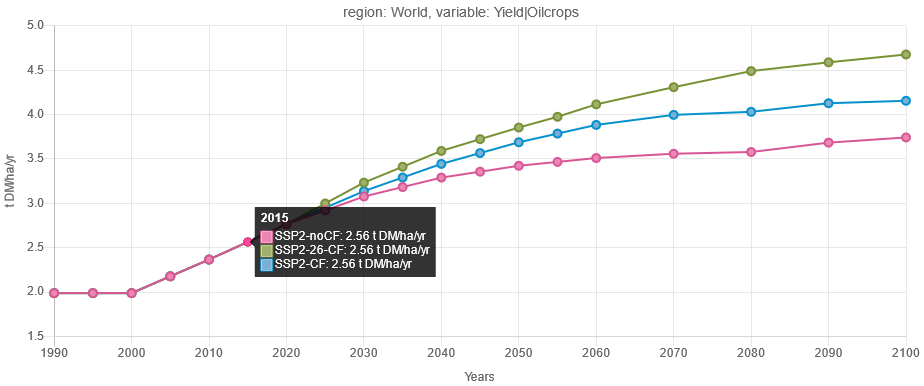 region: World, variable: Yield|Oilcrops
5.0
4.5
4.0
3.5
3.0
2.5
2.0
1.5
t DM/ha/yr
2015
SSP2-noCF: 2.56 t DM/ha/yr
SSP2-26-CF: 2.56 t DM/ha/yr
SSP2-CF: 2.56 t DM/ha/yr
1990 2000 2010 2020 2030 2040 2050 2060 2070 2080 2090 2100
Years